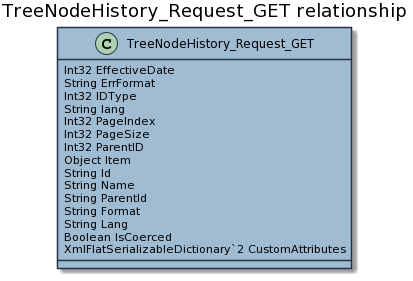 TreeNodeHistory_Request_GET relationship
C TreeNodeHistory_Request_GET
Int32 EffectiveDate
String ErrFormat
Int32 IDType
String lang
Int32 PageIndex
Int32 PageSize
Int32 ParentID
Object Item
String Id
String Name
String ParentId
String Format
String Lang
Boolean IsCoerced
XmlFlatSerializableDictionary`2 CustomAttributes